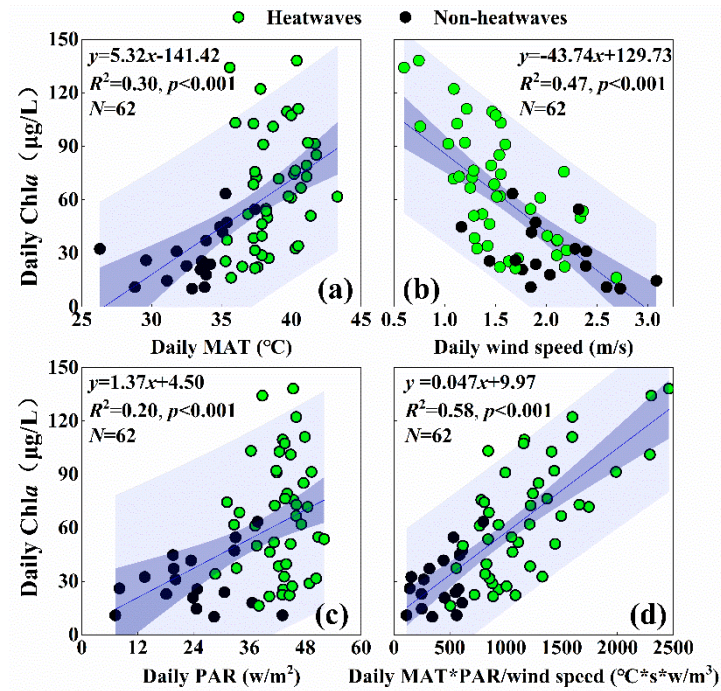 Heatwaves Non-heatwaves
150
120
90
60
30
0
Daily Chla (μg/L)
y=5.32x-141.42
R²=0.30, p<0.001
N=62
(a)
25 30 35 40 45
Daily MAT (℃)
y=-43.74x+129.73
R²=0.47, p<0.001
N=62
(b)
0.5 1.0 1.5 2.0 2.5 3.0
Daily wind speed (m/s)
150
120
90
60
30
0
Daily Chla (μg/L)
y=1.37x+4.50
R²=0.20, p<0.001
N=62
(c)
0 10 20 30 40 50 60
Daily PAR (w/m²)
y =0.047x+9.97
R²=0.58, p<0.001
N=62
(d)
0 500 1000 1500 2000 2500
Daily MAT*PAR/wind speed (℃*s*w/m³)